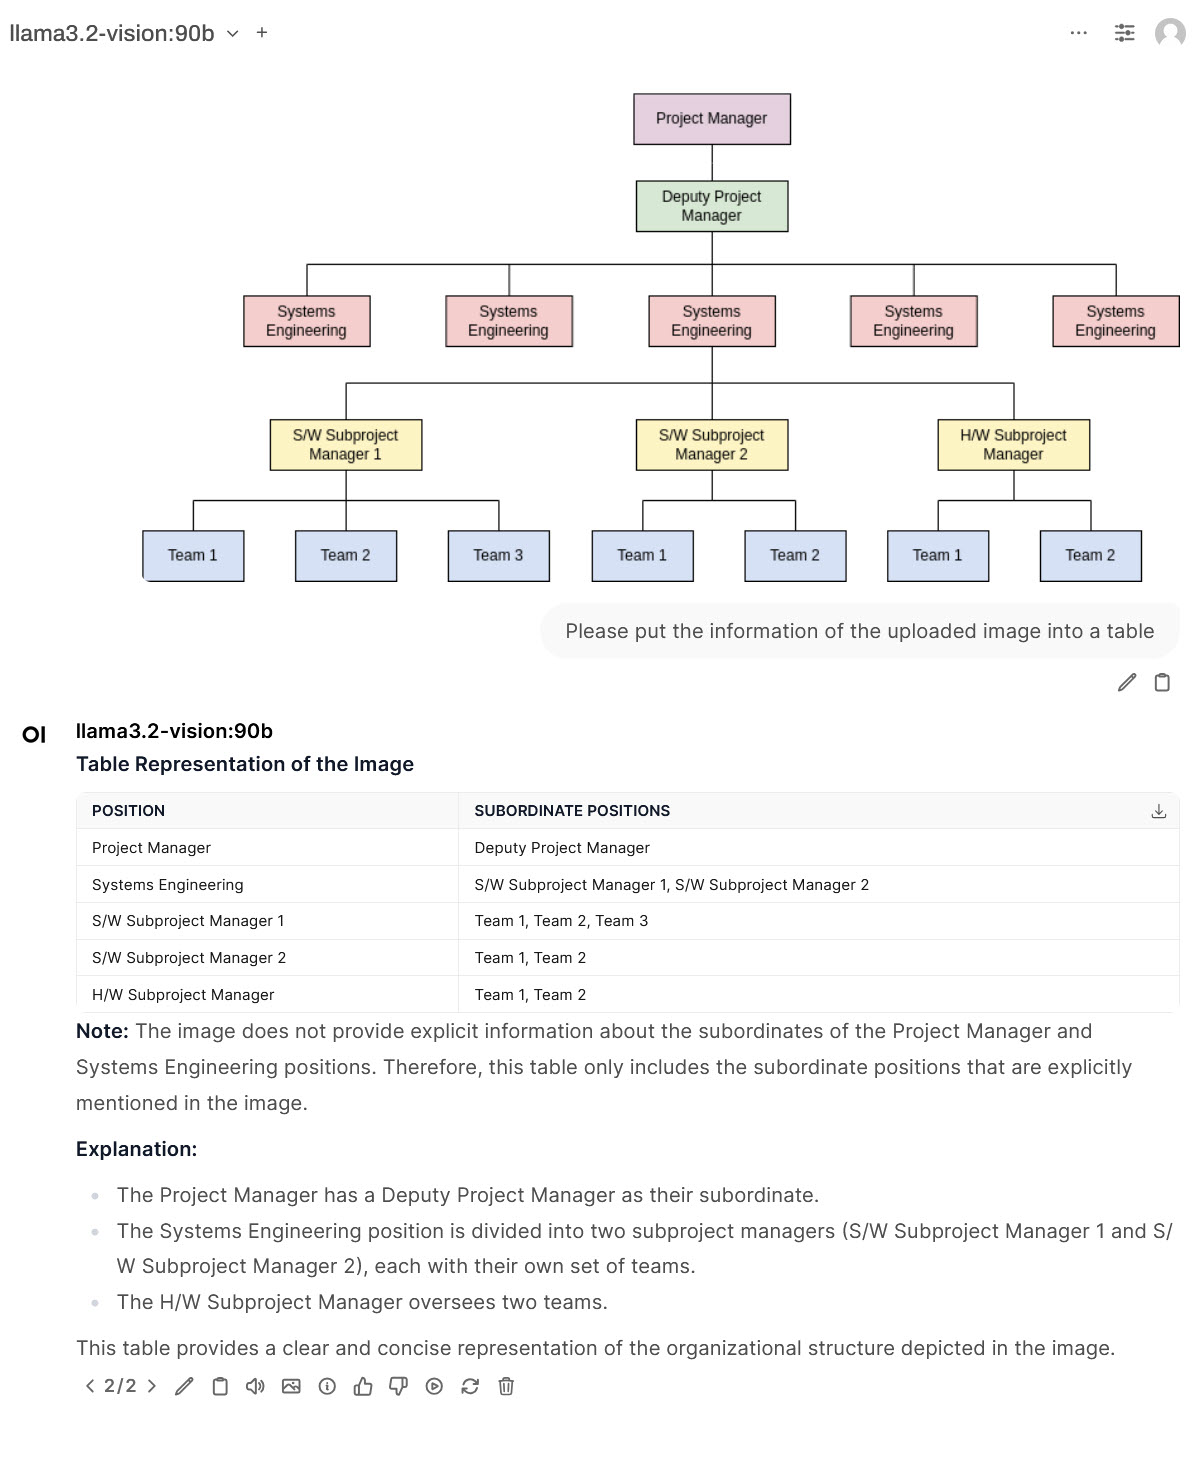 llama3.2-vision:90b
Project Manager
Deputy Project
Manager
Systems
Engineering
Systems
Engineering
Systems
Engineering
Systems
Engineering
Systems
Engineering
S/W Subproject
Manager 1
S/W Subproject
Manager 2
H/W Subproject
Manager
Team 1
Team 2
Team 3
Team 1
Team 2
Team 1
Team 2
Please put the information of the uploaded image into a table
OI
llama3.2-vision:90b
Table Representation of the Image
POSITION SUBORDINATE POSITIONS
Project Manager Deputy Project Manager
Systems Engineering S/W Subproject Manager 1, S/W Subproject Manager 2
S/W Subproject Manager 1 Team 1, Team 2, Team 3
S/W Subproject Manager 2 Team 1, Team 2
H/W Subproject Manager Team 1, Team 2
Note: The image does not provide explicit information about the subordinates of the Project Manager and
Systems Engineering positions. Therefore, this table only includes the subordinate positions that are explicitly
mentioned in the image.
Explanation:
The Project Manager has a Deputy Project Manager as their subordinate.
The Systems Engineering position is divided into two subproject managers (S/W Subproject Manager 1 and S/
W Subproject Manager 2), each with their own set of teams.
The H/W Subproject Manager oversees two teams.
This table provides a clear and concise representation of the organizational structure depicted in the image.
2/2